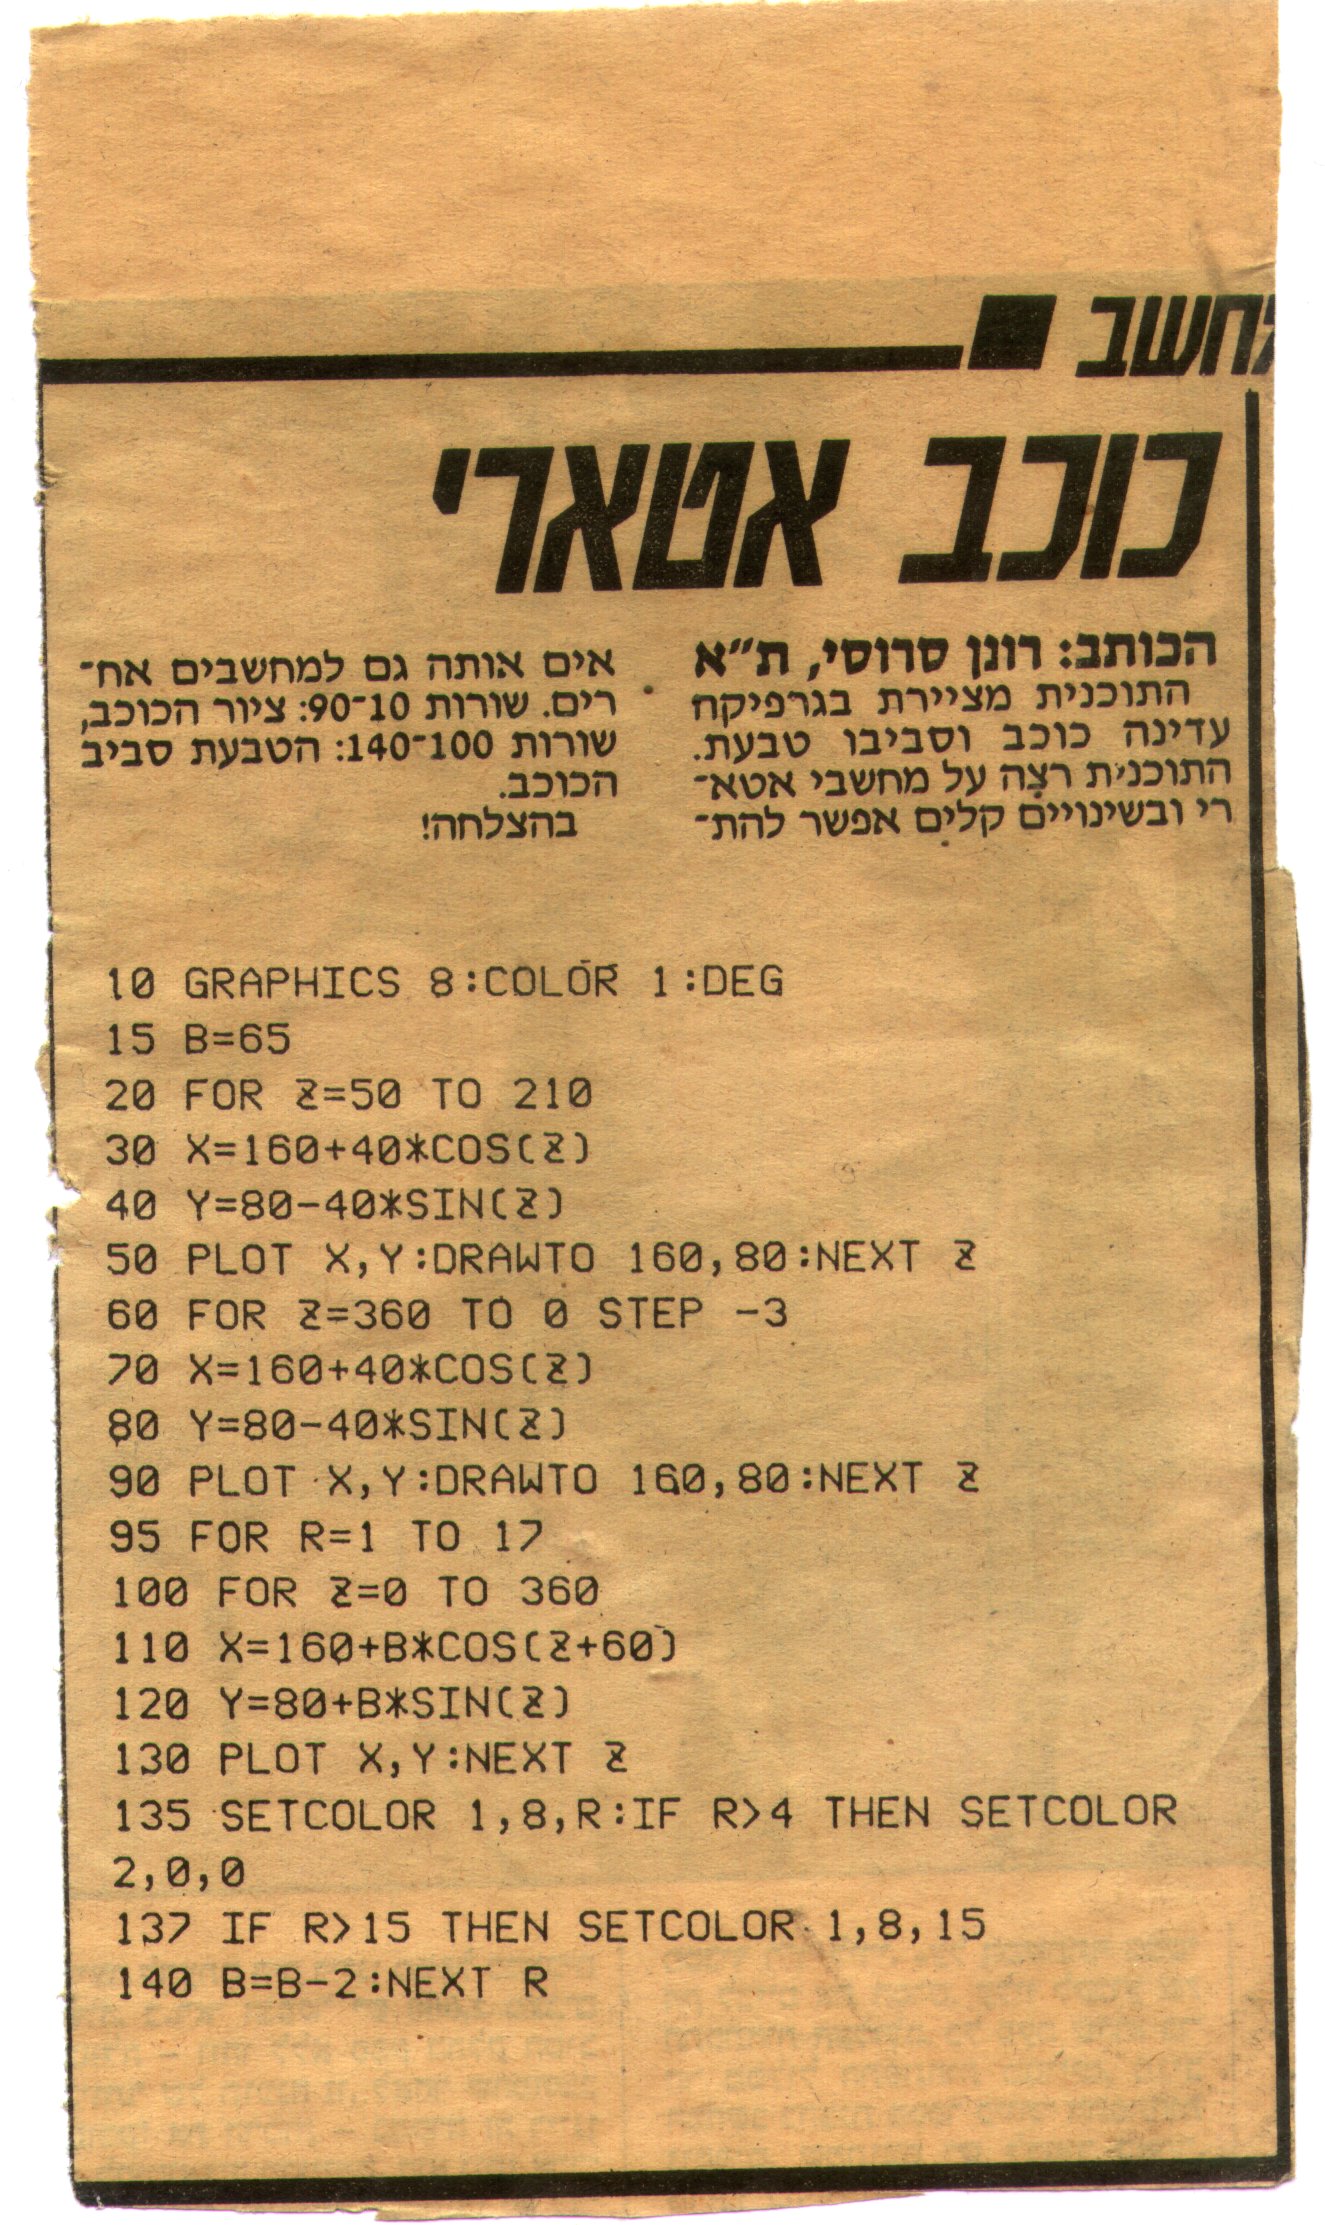 כוכב אטארי
הכותב: רונן סרוסי, ת״א
התוכנית מציירת בגרפיקה
עדינה כוכב וסביבו טבעת.
התוכנית רצה על מחשבי אטא־
רי ובשינויים קלים אפשר להת־
אים אותה גם למחשבים אח־
רים. שורות 10־90: ציור הכוכב,
שורות 100־140: הטבעת סביב
הכוכב.
בהצלחה!
10 GRAPHICS 8:COLOR 1:DEG
15 B=65
20 FOR Z=50 TO 210
30 X=160+40*COS(Z)
40 Y=80-40*SIN(Z)
50 PLOT X,Y:DRAWTO 160,80:NEXT Z
60 FOR Z=360 TO 0 STEP -3
70 X=160+40*COS(Z)
80 Y=80-40*SIN(Z)
90 PLOT X,Y:DRAWTO 160,80:NEXT Z
95 FOR R=1 TO 17
100 FOR Z=0 TO 360
110 X=160+B*COS(Z+60)
120 Y=80+B*SIN(Z)
130 PLOT X,Y:NEXT Z
135 SETCOLOR 1,8,R:IF R>4 THEN SETCOLOR
2,0,0
137 IF R>15 THEN SETCOLOR 1,8,15
140 B=B-2:NEXT R